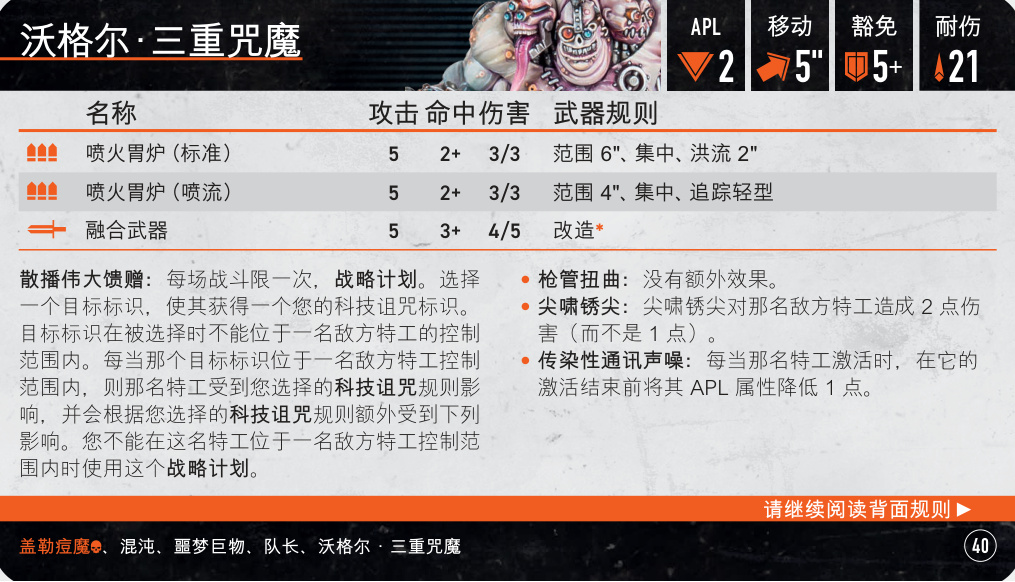 沃格尔·三重咒魔
APL 移动 豁免 耐伤
2 5" 5+ 21
名称 攻击 命中 伤害 武器规则
喷火胃炉（标准） 5 2+ 3/3 范围 6"、集中、洪流 2"
喷火胃炉（喷流） 5 2+ 3/3 范围 4"、集中、追踪轻型
融合武器 5 3+ 4/5 改造*
散播伟大馈赠：每场战斗限一次，战略计划。选择
一个目标标识，使其获得一个您的科技诅咒标识。
目标标识在被选择时不能位于一名敌方特工的控制
范围内。每当那个目标标识位于一名敌方特工控制
范围内，则那名特工受到您选择的科技诅咒规则影
响，并会根据您选择的科技诅咒规则额外受到下列
影响。您不能在这名特工位于一名敌方特工控制范
围内时使用这个战略计划。
• 枪管扭曲：没有额外效果。
• 尖啸锈尖：尖啸锈尖对那名敌方特工造成 2 点伤
害（而不是 1 点）。
• 传染性通讯声噪：每当那名特工激活时，在它的
激活结束前将其 APL 属性降低 1 点。
请继续阅读背面规则▶
盖勒痘魔、混沌、噩梦巨物、队长、沃格尔·三重咒魔
40